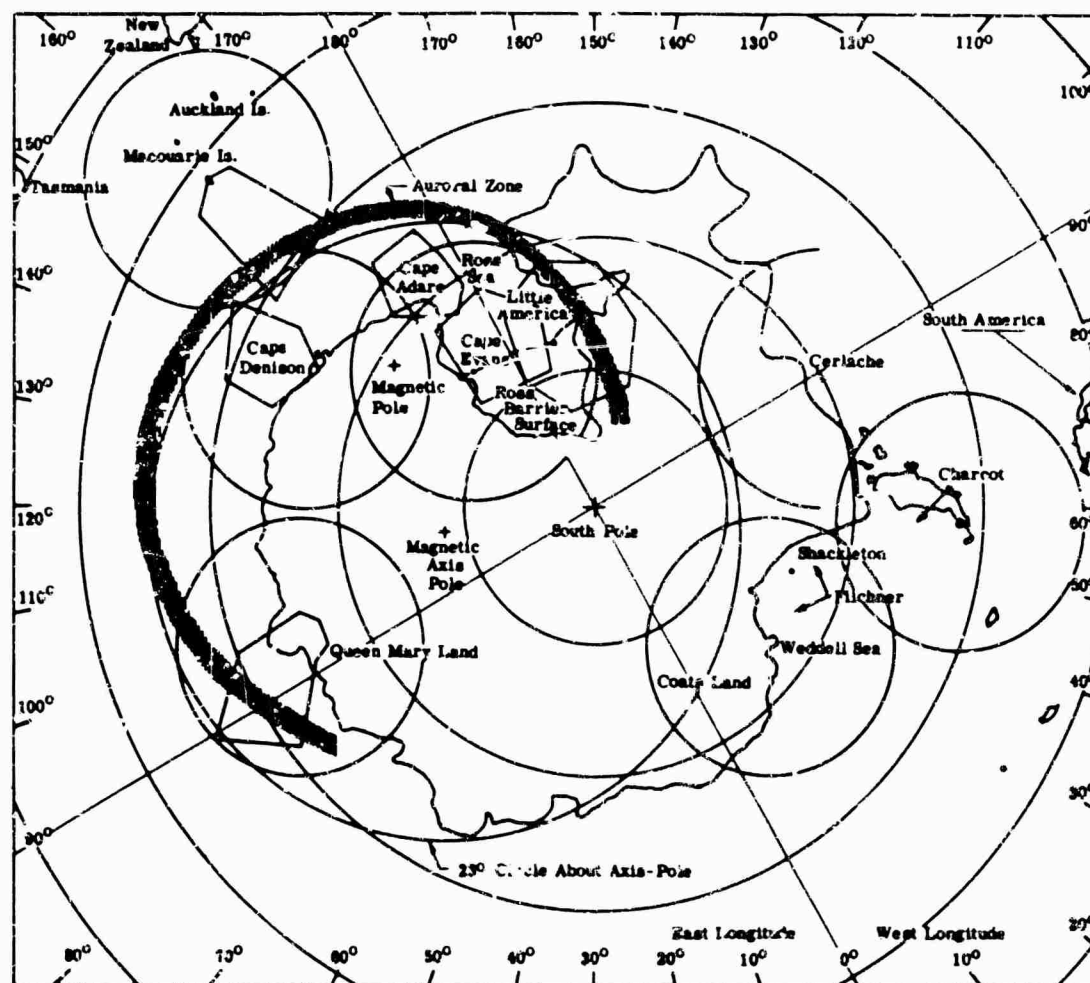 New
Zealand
160°
170°
180°
170°
160°
150°
140°
130°
120°
110°
100°
Auckland Is.
150°
Macquarie Is.
Tasmania
Auroral Zone
90°
140°
Cape
Adare
Ross
Sea
Little
America
South America
80°
Cape
Denison
Cape
Evans
Gerlache
130°
Magnetic
Pole
Ross
Barrier
Surface
Charcot
120°
South Pole
60°
Magnetic
Axis
Pole
Shackleton
50°
110°
Filchner
Queen Mary Land
Weddell Sea
Coats Land
40°
100°
30°
90°
23° Circle About Axis-Pole
East Longitude
West Longitude
20°
80°
70°
60°
50°
40°
30°
20°
10°
0°
10°